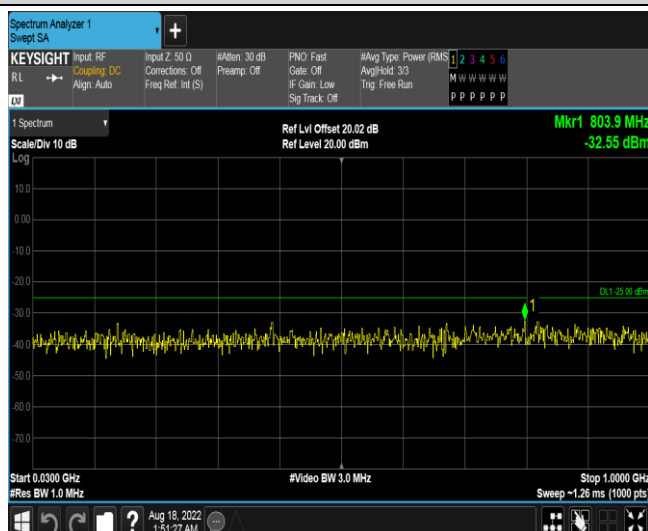 Spectrum Analyzer 1
Swept SA
+
KEYSIGHT
RL
LXI
Input: RF
Coupling: DC
Align: Auto
Input Z: 50 Ω
Corrections: Off
Freq Ref: Int (S)
#Atten: 30 dB
Preamp: Off
PNO: Fast
Gate: Off
IF Gain: Low
Sig Track: Off
#Avg Type: Power (RMS
Avg|Hold: 3/3
Trig: Free Run
1 2 3 4 5 6
M W W W W W
P P P P P P
1 Spectrum
Scale/Div 10 dB
Log
Ref Lvl Offset 20.02 dB
Ref Level 20.00 dBm
Mkr1 803.9 MHz
-32.55 dBm
10.0
0.00
-10.0
-20.0
DL1 -25.00 dBm
1
-30.0
-40.0
-50.0
-60.0
-70.0
Start 0.0300 GHz
#Res BW 1.0 MHz
#Video BW 3.0 MHz
Stop 1.0000 GHz
Sweep ~1.26 ms (1000 pts)
?
Aug 18, 2022
1:51:27 AM